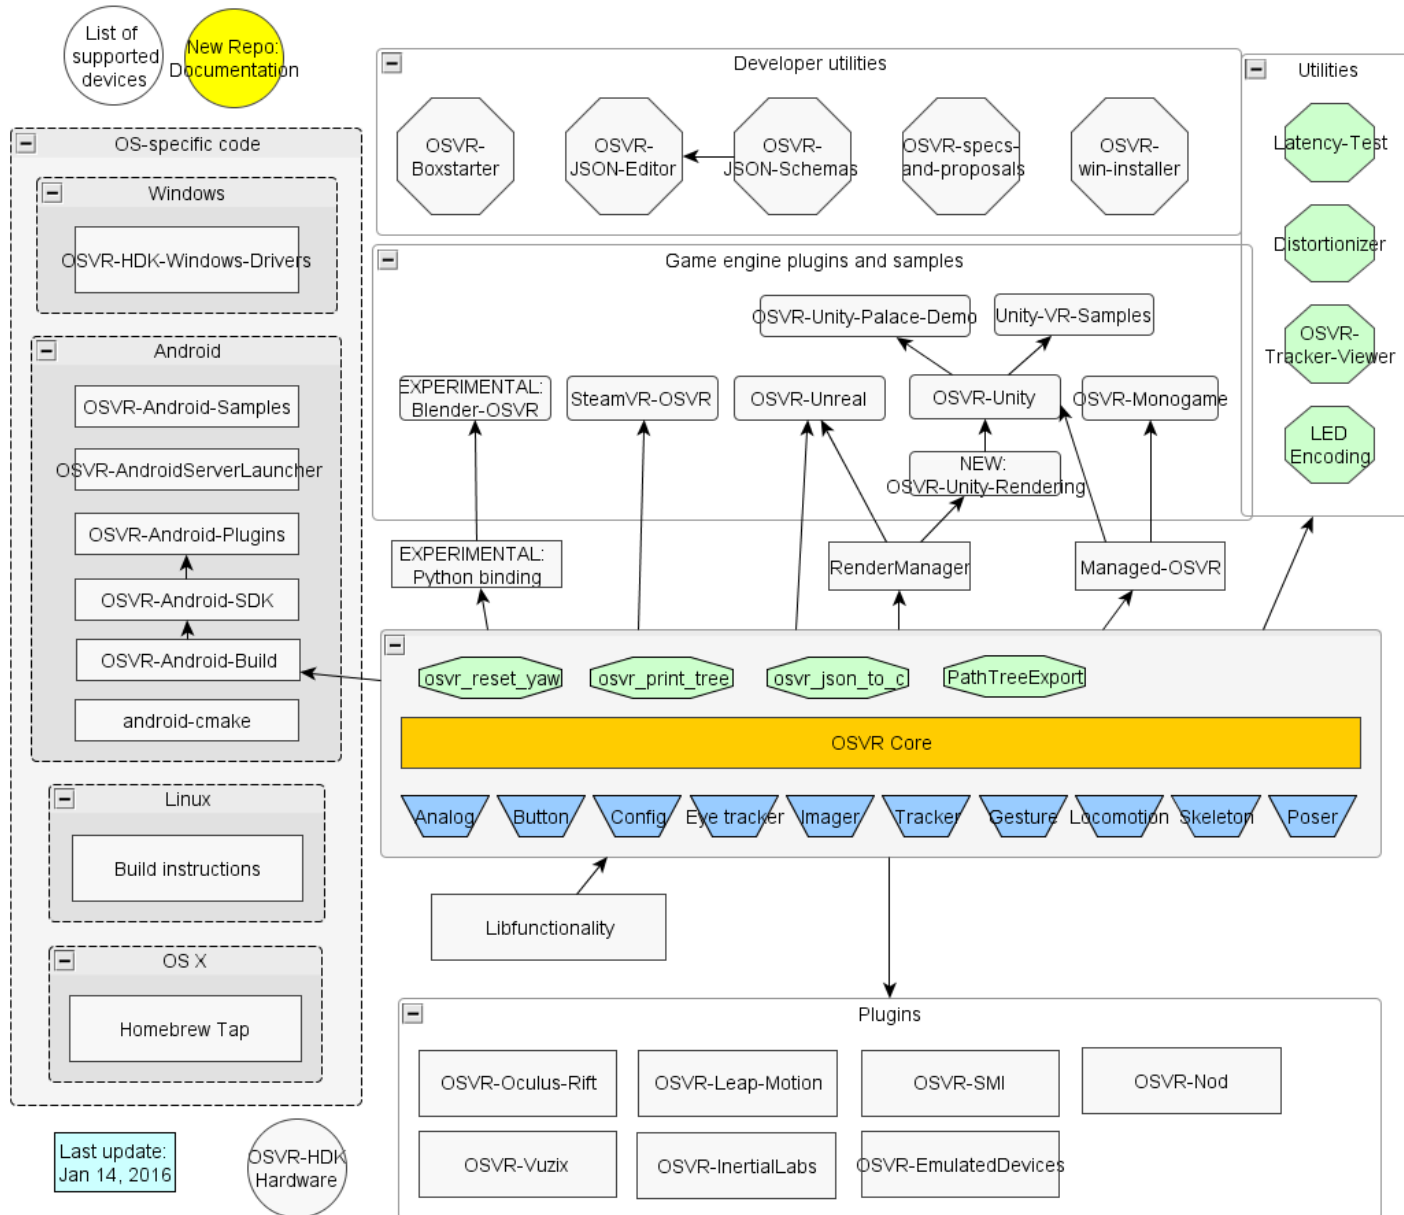 List of
supported
devices
New Repo:
Documentation
OS-specific code
Windows
OSVR-HDK-Windows-Drivers
Android
OSVR-Android-Samples
OSVR-AndroidServerLauncher
OSVR-Android-Plugins
OSVR-Android-SDK
OSVR-Android-Build
android-cmake
Linux
Build instructions
OS X
Homebrew Tap
Last update:
Jan 14, 2016
OSVR-HDK
Hardware
Developer utilities
OSVR-
Boxstarter
OSVR-
JSON-Editor
OSVR-
JSON-Schemas
OSVR-specs-
and-proposals
OSVR-
win-installer
Utilities
Latency-Test
Distortionizer
OSVR-
Tracker-Viewer
LED
Encoding
Game engine plugins and samples
OSVR-Unity-Palace-Demo
Unity-VR-Samples
EXPERIMENTAL:
Blender-OSVR
SteamVR-OSVR
OSVR-Unreal
OSVR-Unity
OSVR-Monogame
NEW:
OSVR-Unity-Rendering
EXPERIMENTAL:
Python binding
RenderManager
Managed-OSVR
osvr_reset_yaw
osvr_print_tree
osvr_json_to_c
PathTreeExport
OSVR Core
Analog
Button
Config
Eye tracker
Imager
Tracker
Gesture
Locomotion
Skeleton
Poser
Libfunctionality
Plugins
OSVR-Oculus-Rift
OSVR-Leap-Motion
OSVR-SMI
OSVR-Nod
OSVR-Vuzix
OSVR-InertialLabs
OSVR-EmulatedDevices